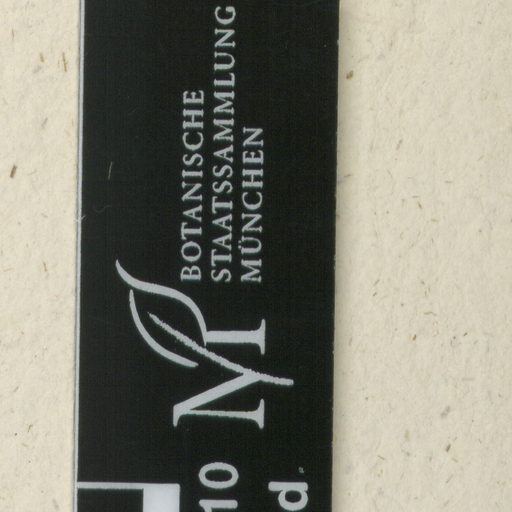 BOTANISCHE
STAATSSAMMLUNG
MÜNCHEN
M
10
d.